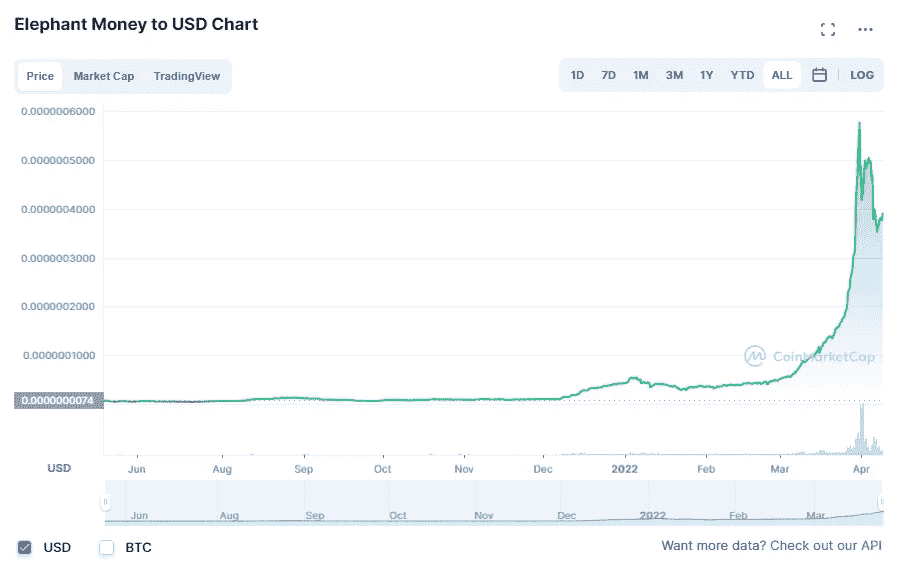 Elephant Money to USD Chart
Price Market Cap TradingView 1D 7D 1M 3M 1Y YTD ALL LOG
0.0000006000
0.0000005000
0.0000004000
0.0000003000
0.0000002000
0.0000001000
CoinMarketCap
0.0000000074
USD Jun Aug Sep Oct Nov Dec 2022 Feb Mar Apr
Jun Aug Sep Oct Nov Dec 2022 Feb Mar
USD BTC Want more data? Check out our API